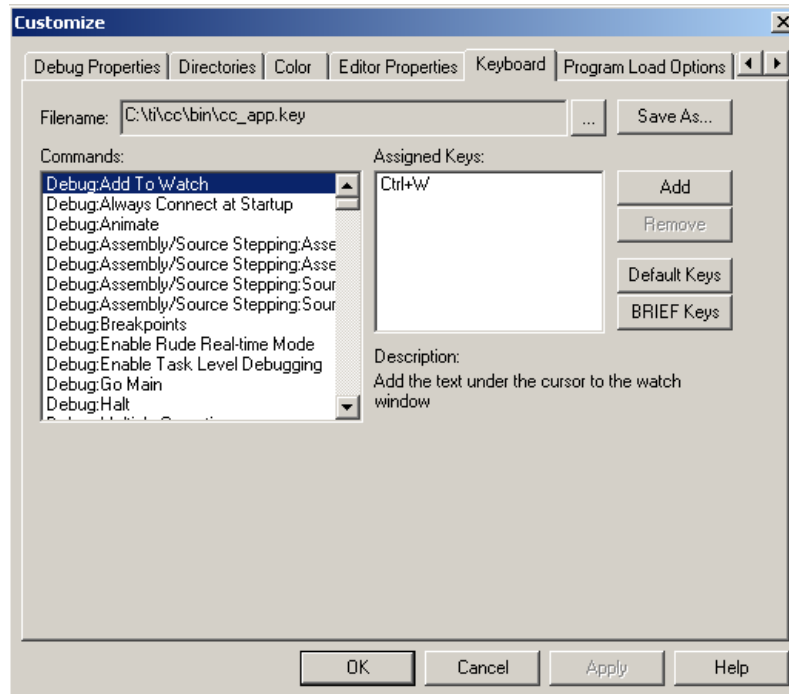 Customize
Debug Properties Directories Color Editor Properties Keyboard Program Load Options
Filename: C:\ti\cc\bin\cc_app.key ... Save As...
Commands:
Debug:Add To Watch
Debug:Always Connect at Startup
Debug:Animate
Debug:Assembly/Source Stepping:Asse
Debug:Assembly/Source Stepping:Asse
Debug:Assembly/Source Stepping:Sour
Debug:Assembly/Source Stepping:Sour
Debug:Breakpoints
Debug:Enable Rude Real-time Mode
Debug:Enable Task Level Debugging
Debug:Go Main
Debug:Halt
Assigned Keys:
Ctrl+W
Add
Remove
Default Keys
BRIEF Keys
Description:
Add the text under the cursor to the watch
window
OK Cancel Apply Help